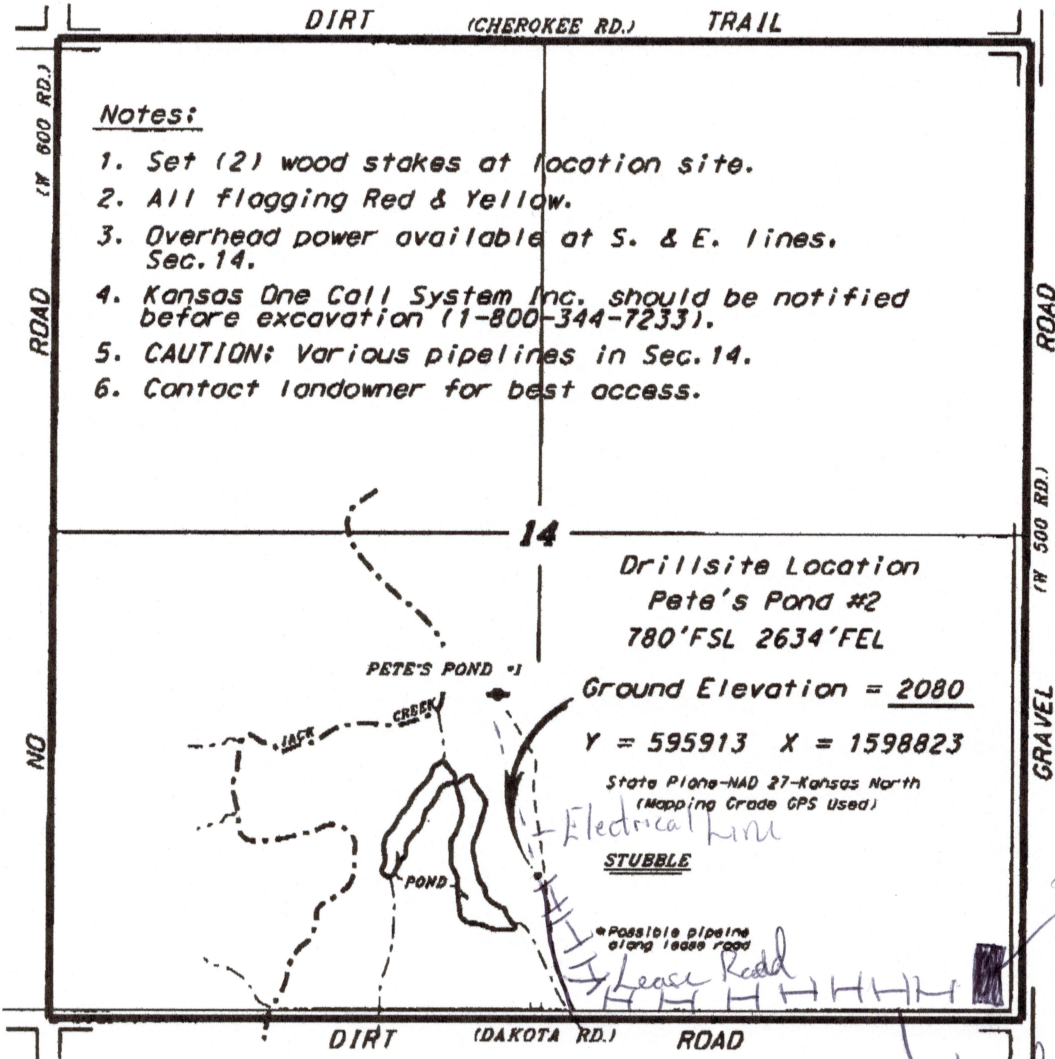 DIRT (CHEROKEE RD.) TRAIL
(W 600 RD.)
ROAD
NO
Notes:
1. Set (2) wood stakes at location site.
2. All flagging Red & Yellow.
3. Overhead power available at S. & E. lines.
Sec. 14.
4. Kansas One Call System Inc. should be notified
before excavation (1-800-344-7233).
5. CAUTION: Various pipelines in Sec. 14.
6. Contact landowner for best access.
ROAD
(W 500 RD.)
GRAVEL
14
Drillsite Location
Pete's Pond #2
780'FSL 2634'FEL
PETE'S POND #1
Ground Elevation = 2080
JACK CREEK
Y = 595913 X = 1598823
State Plane-NAD 27-Kansas North
(Mapping Grade GPS Used)
Electrical Line
STUBBLE
POND
*Possible pipeine
along lease road
Lease Road
DIRT (DAKOTA RD.) ROAD